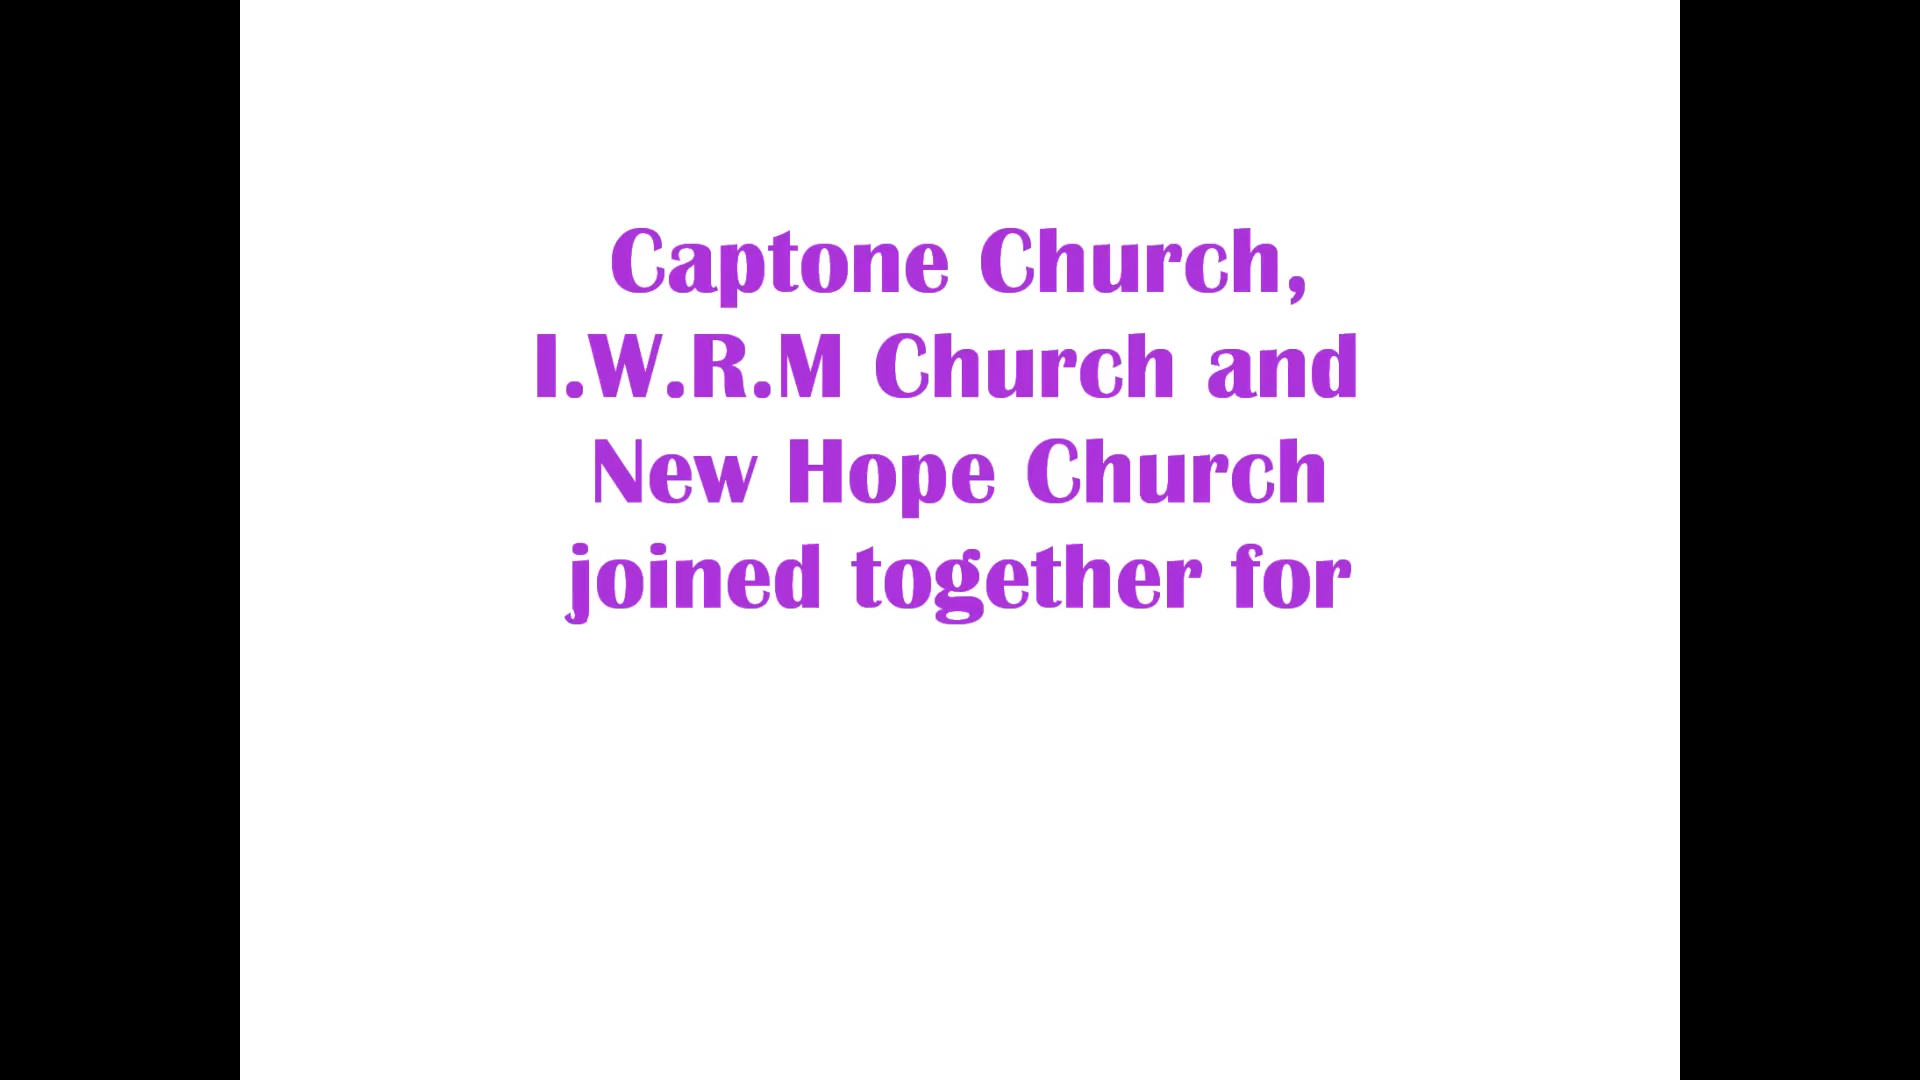 Captone Church,
I.W.R.M Church and
New Hope Church
joined together for